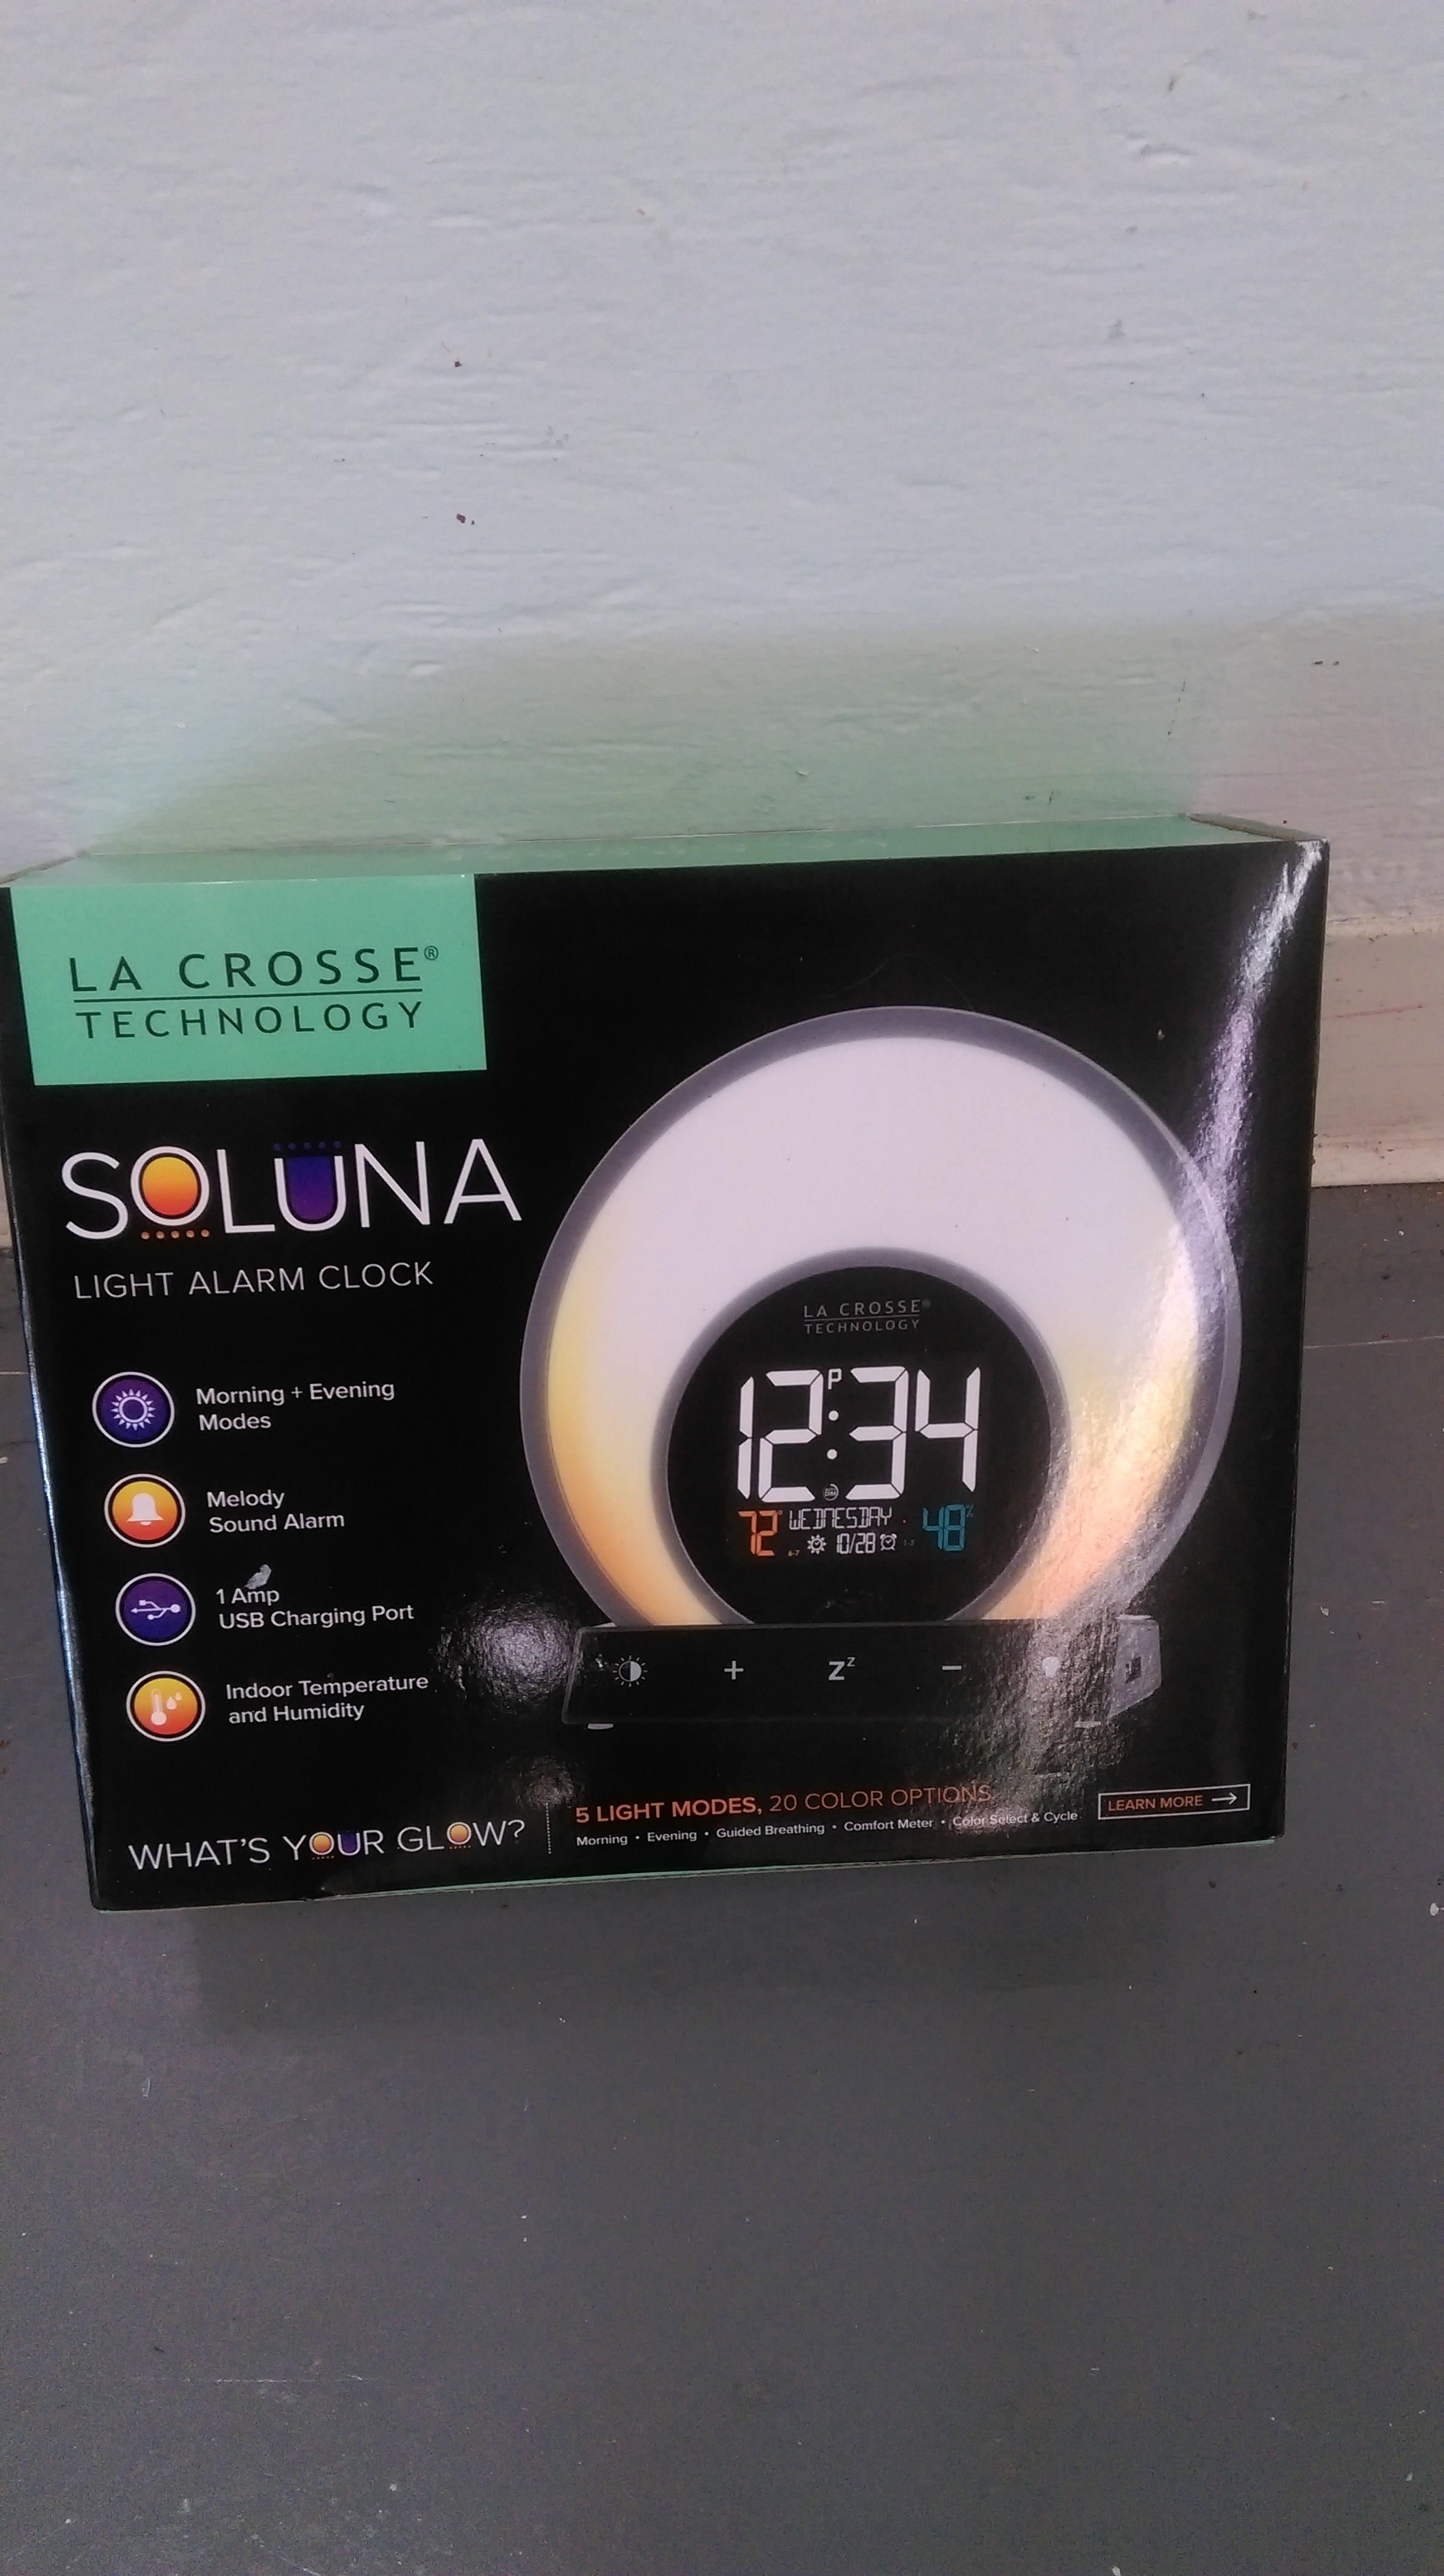 LA CROSSE®
TECHNOLOGY
SOLUNA
LIGHT ALARM CLOCK
Morning + Evening
Modes
Melody
Sound Alarm
1 Amp
USB Charging Port
Indoor Temperature
and Humidity
LA CROSSE®
TECHNOLOGY
P
12:34
72° WEDNESDAY 48%
10/28
+ Zz −
WHAT'S YOUR GLOW?
5 LIGHT MODES, 20 COLOR OPTIONS
Morning • Evening • Guided Breathing • Comfort Meter • Color Select & Cycle
LEARN MORE →